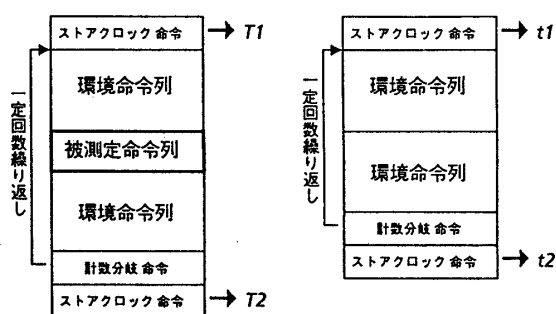 ストアクロック 命令 T1
環境命令列
被測定命令列
環境命令列
計数分岐 命令
ストアクロック 命令 T2
一定回数繰り返し
ストアクロック 命令 t1
環境命令列
環境命令列
計数分岐 命令
ストアクロック 命令 t2
一定回数繰り返し